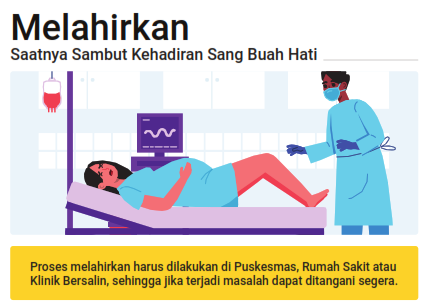 Melahirkan
Saatnya Sambut Kehadiran Sang Buah Hati
Proses melahirkan harus dilakukan di Puskesmas, Rumah Sakit atau
Klinik Bersalin, sehingga jika terjadi masalah dapat ditangani segera.